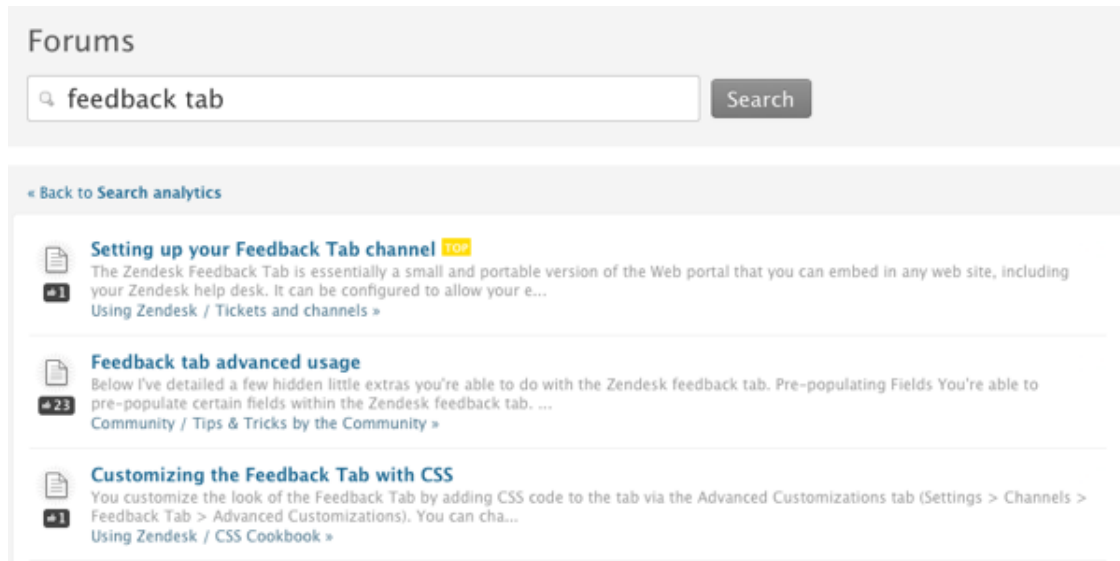 Forums
feedback tab
Search
« Back to Search analytics
Setting up your Feedback Tab channel TOP
The Zendesk Feedback Tab is essentially a small and portable version of the Web portal that you can embed in any web site, including
your Zendesk help desk. It can be configured to allow your e...
1
Using Zendesk / Tickets and channels »
Feedback tab advanced usage
Below I've detailed a few hidden little extras you're able to do with the Zendesk feedback tab. Pre-populating Fields You're able to
23
pre-populate certain fields within the Zendesk feedback tab. ...
Community / Tips & Tricks by the Community »
Customizing the Feedback Tab with CSS
You customize the look of the Feedback Tab by adding CSS code to the tab via the Advanced Customizations tab (Settings > Channels >
1
Feedback Tab > Advanced Customizations). You can cha...
Using Zendesk / CSS Cookbook »